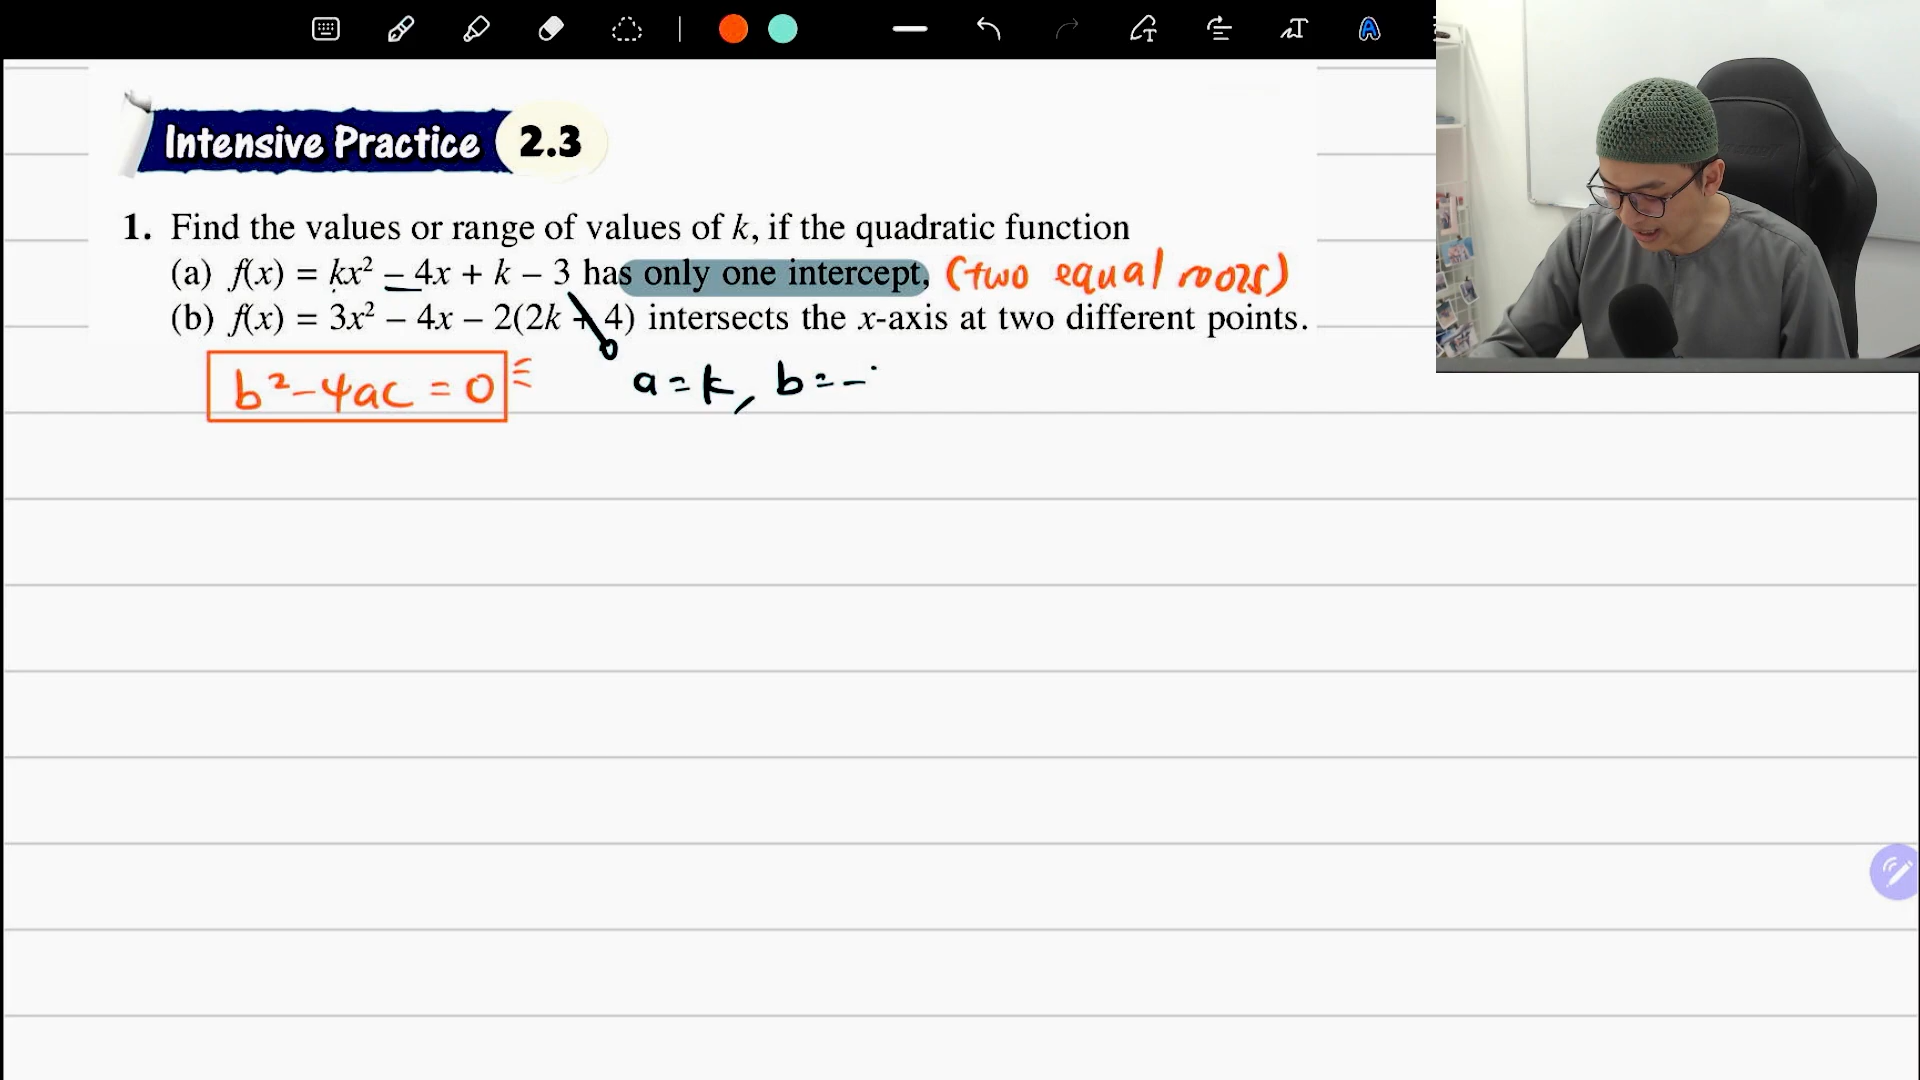 Intensive Practice 2.3
1. Find the values or range of values of k, if the quadratic function
(a) f(x) = kx² – 4x + k – 3 has only one intercept, (two equal roots)
(b) f(x) = 3x² – 4x – 2(2k + 4) intersects the x-axis at two different points.
b²-4ac = 0 a = k, b = -